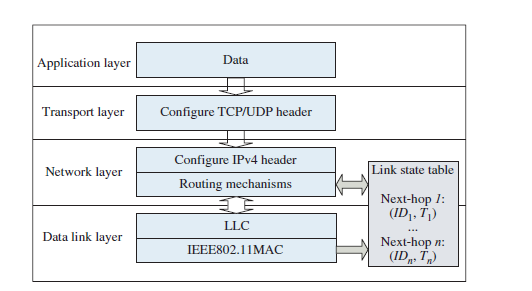 Application layer
Data
Transport layer
Configure TCP/UDP header
Network layer
Configure IPv4 header
Routing mechanisms
Link state table
Next-hop 1:
(ID1, T1)
...
Next-hop n:
(IDn, Tn)
Data link layer
LLC
IEEE802.11MAC